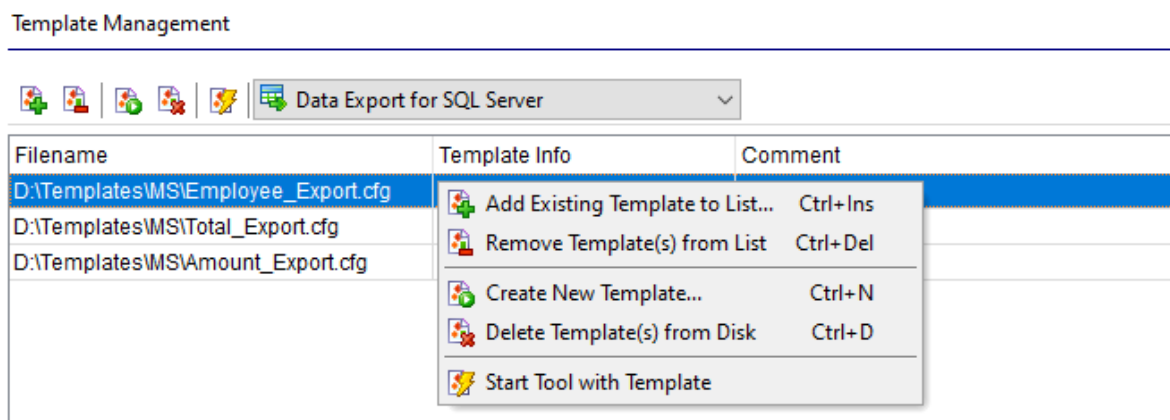 Template Management
Data Export for SQL Server
Filename Template Info Comment
D:\Templates\MS\Employee_Export.cfg
D:\Templates\MS\Total_Export.cfg
D:\Templates\MS\Amount_Export.cfg
Add Existing Template to List... Ctrl+Ins
Remove Template(s) from List Ctrl+Del
Create New Template... Ctrl+N
Delete Template(s) from Disk Ctrl+D
Start Tool with Template